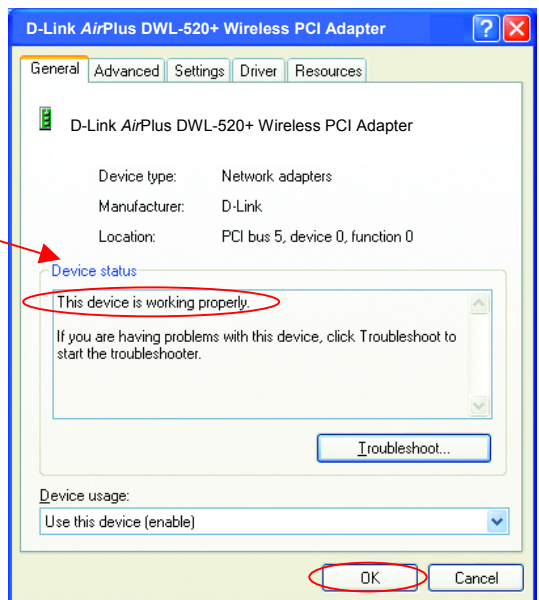 D-Link AirPlus DWL-520+ Wireless PCI Adapter
General Advanced Settings Driver Resources
D-Link AirPlus DWL-520+ Wireless PCI Adapter
Device type: Network adapters
Manufacturer: D-Link
Location: PCI bus 5, device 0, function 0
Device status
This device is working properly.
If you are having problems with this device, click Troubleshoot to
start the troubleshooter.
Troubleshoot...
Device usage:
Use this device (enable)
OK Cancel